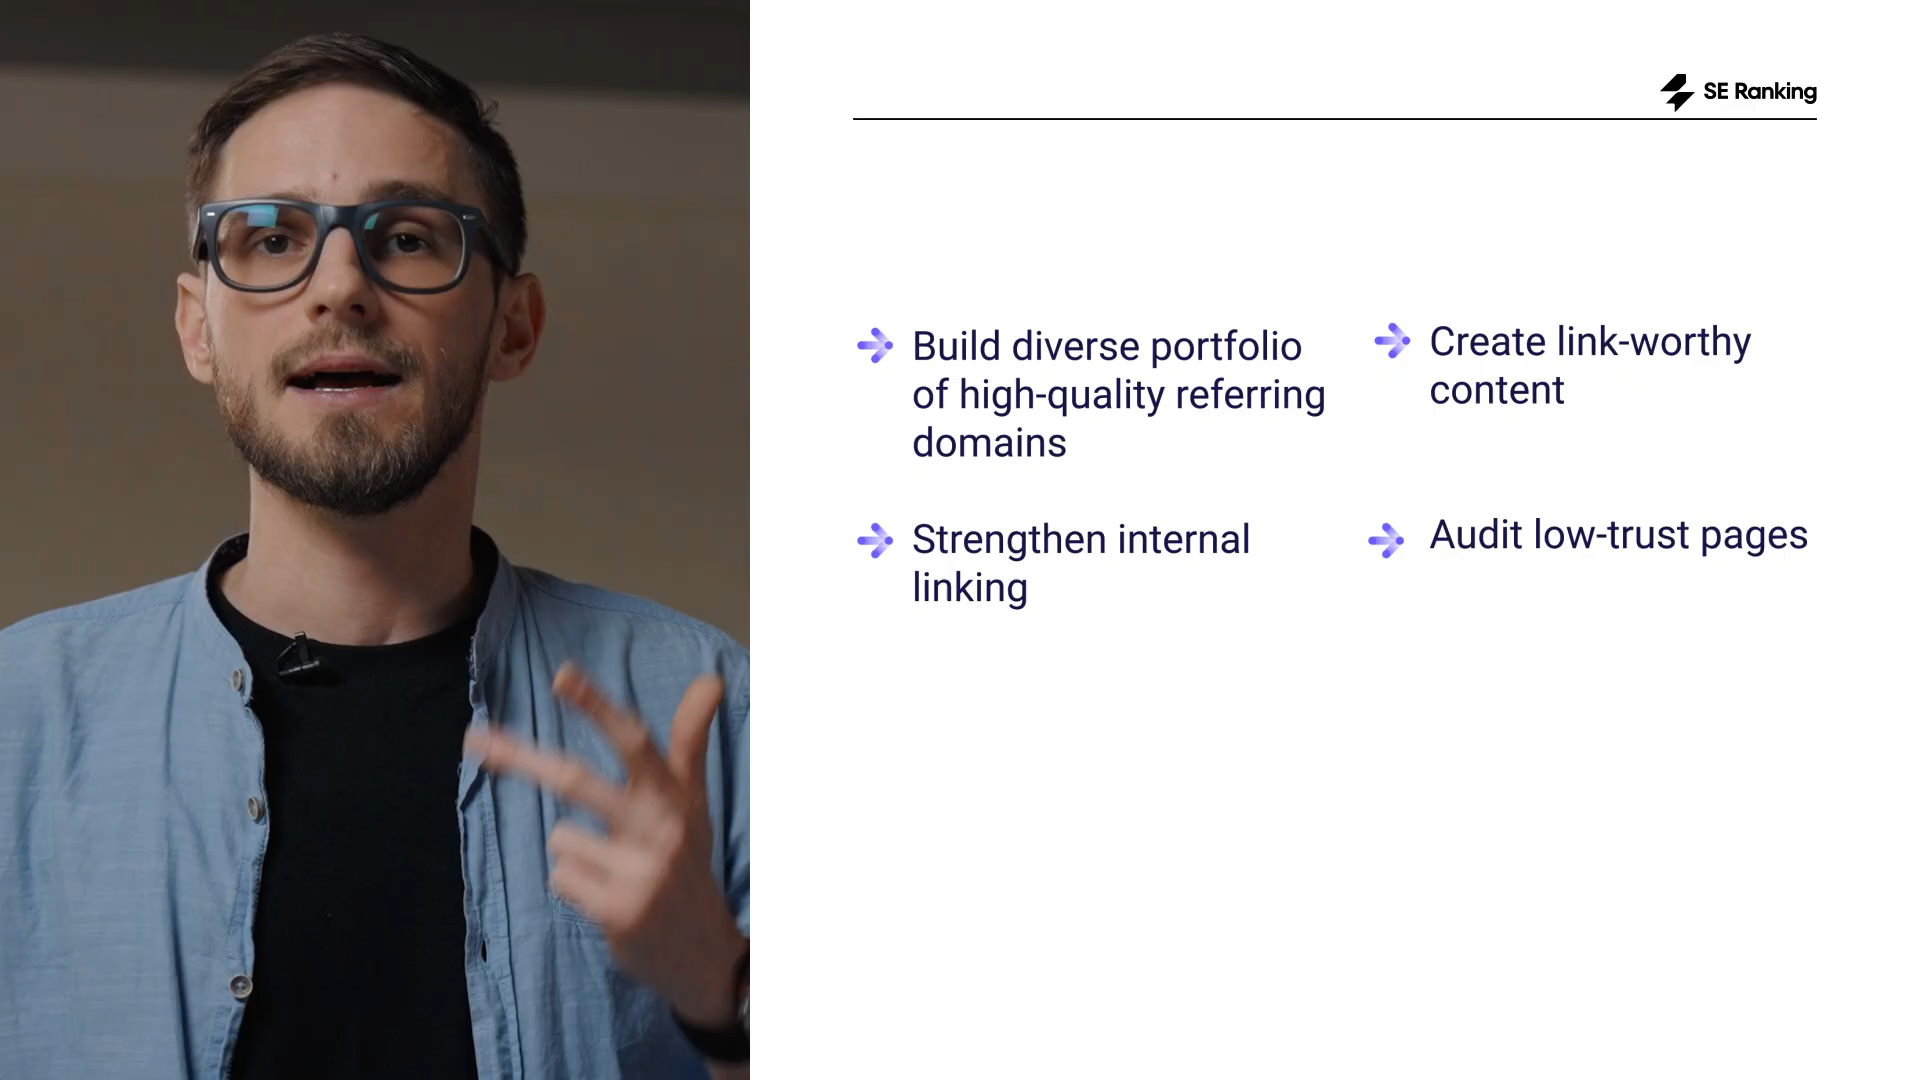 SE Ranking
Build diverse portfolio
of high-quality referring
domains
Create link-worthy
content
Strengthen internal
linking
Audit low-trust pages